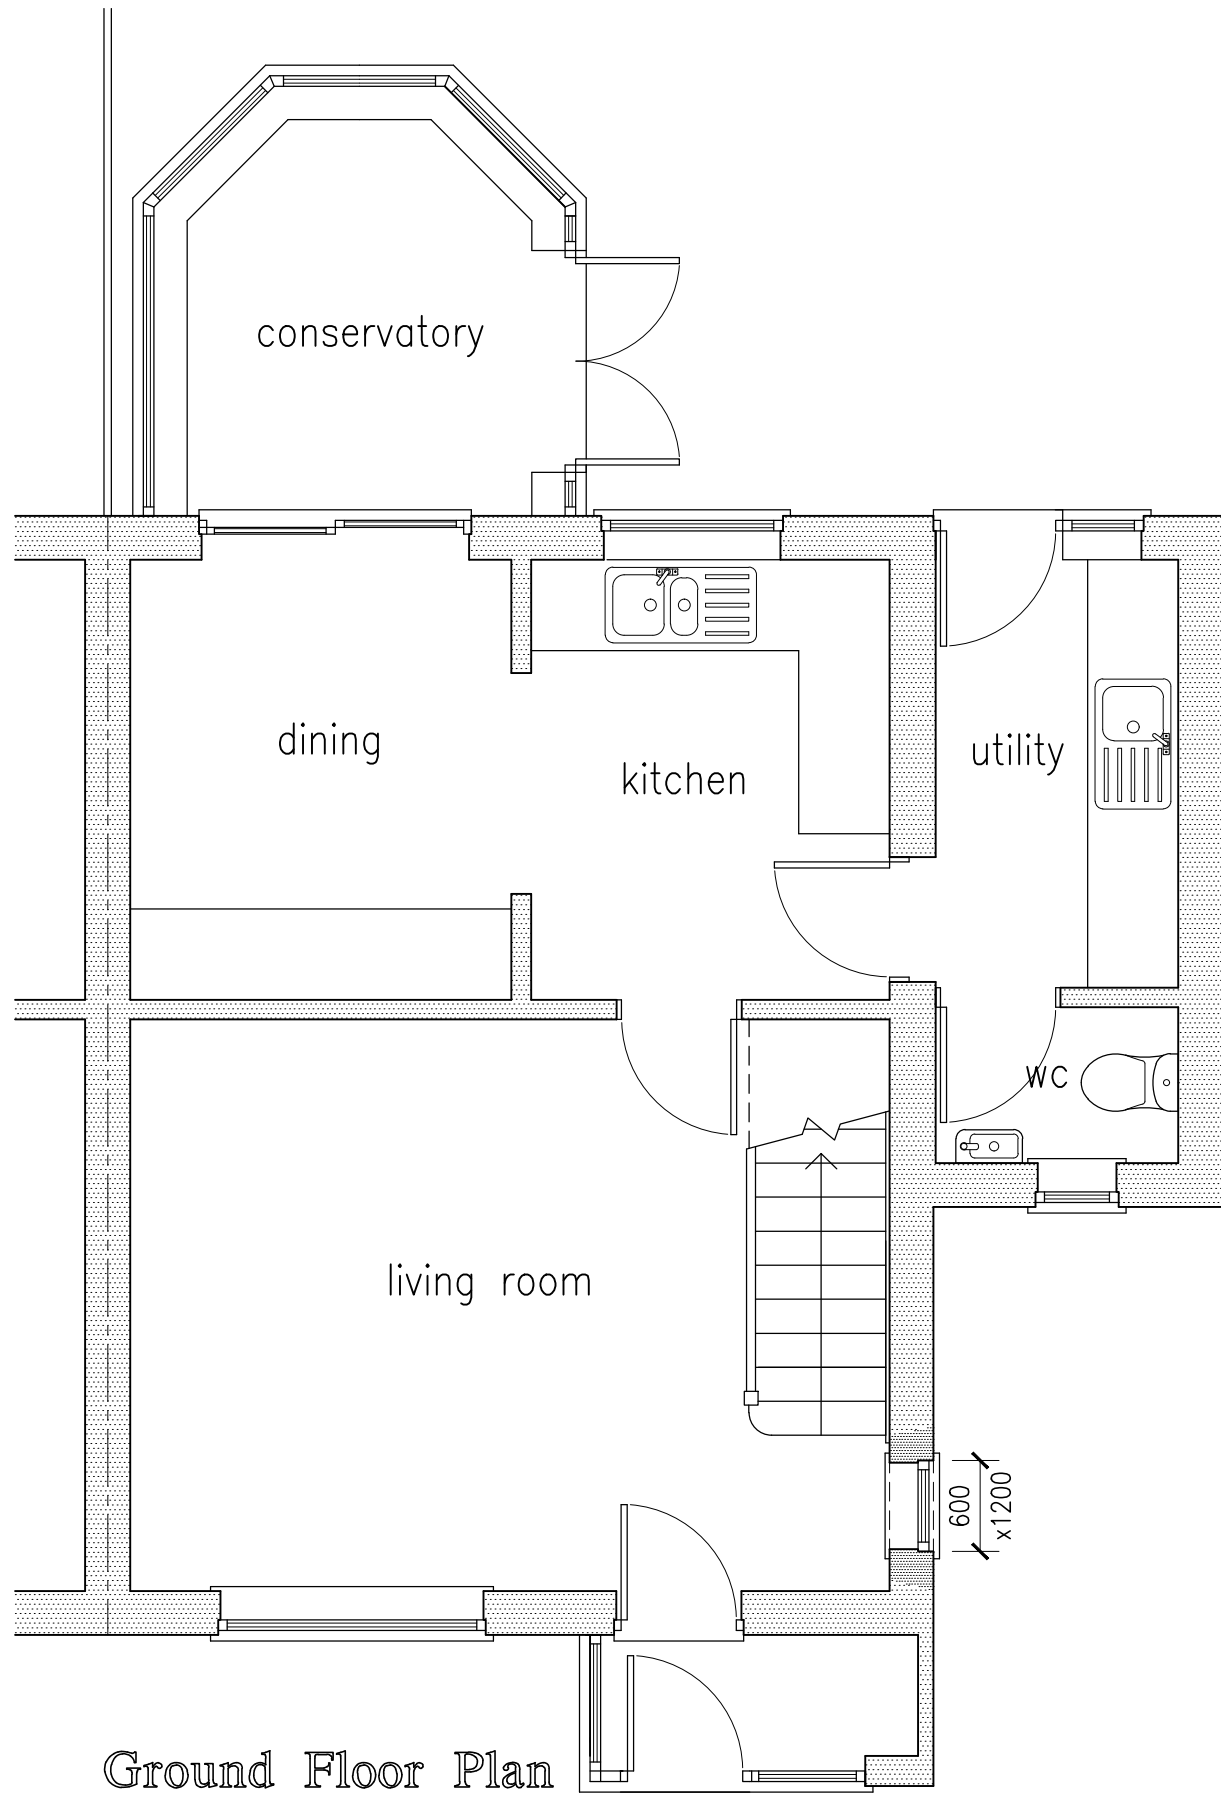 conservatory
dining
kitchen
utility
wc
living room
600
x1200
Ground Floor Plan